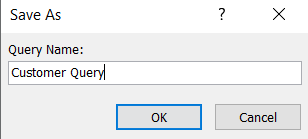 Save As ?
Query Name:
Customer Query
OK Cancel